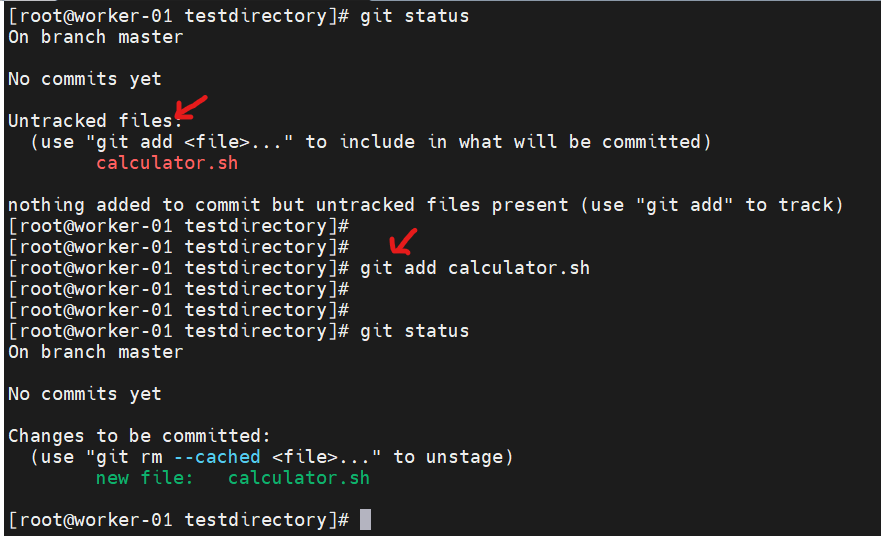 [root@worker-01 testdirectory]# git status
On branch master
No commits yet
Untracked files:
(use "git add <file>..." to include in what will be committed)
calculator.sh
nothing added to commit but untracked files present (use "git add" to track)
[root@worker-01 testdirectory]#
[root@worker-01 testdirectory]#
[root@worker-01 testdirectory]# git add calculator.sh
[root@worker-01 testdirectory]#
[root@worker-01 testdirectory]#
[root@worker-01 testdirectory]# git status
On branch master
No commits yet
Changes to be committed:
(use "git rm --cached <file>..." to unstage)
new file:   calculator.sh
[root@worker-01 testdirectory]#